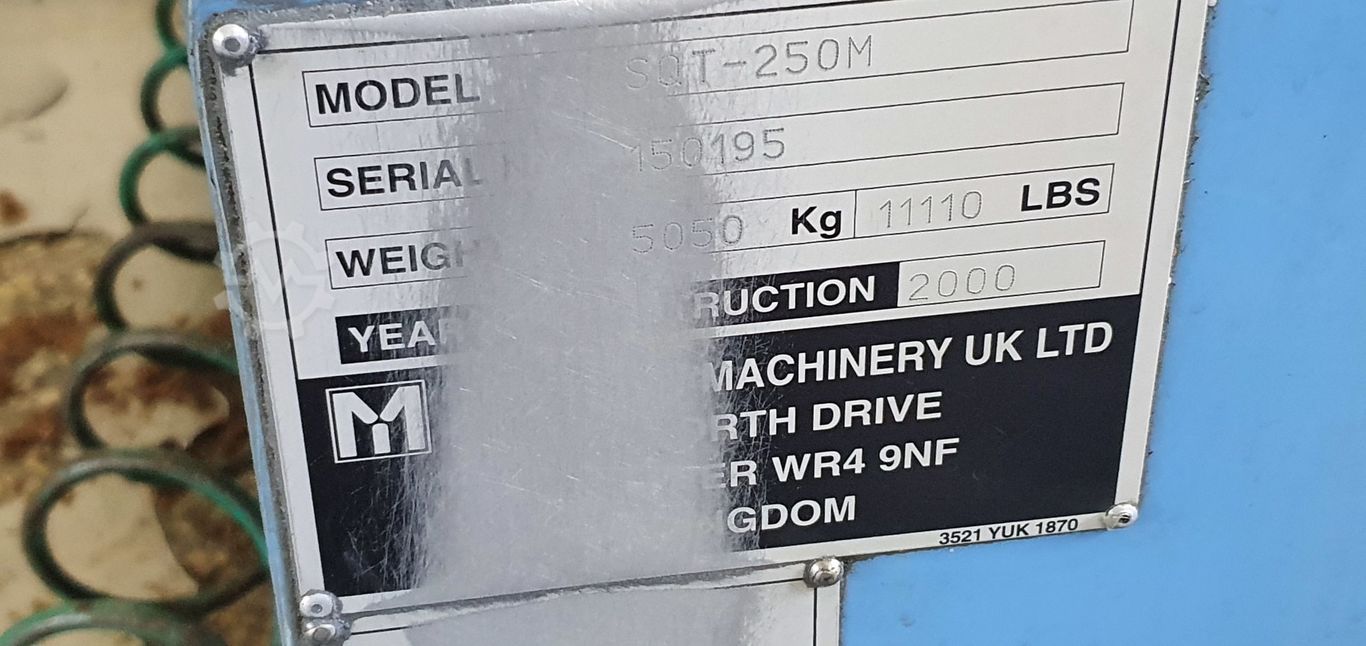 MODEL SQT-250M
SERIAL 150195
WEIGH 5050 Kg 11110 LBS
YEAR RUCTION 2000
MACHINERY UK LTD
RTH DRIVE
ER WR4 9NF
GDOM
3521 YUK 1870